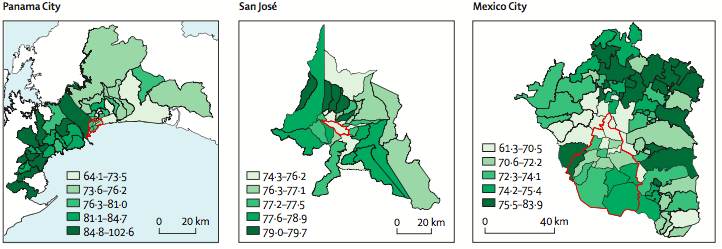 Panama City
64·1–73·5
73·6–76·2
76·3–81·0
81·1–84·7
84·8–102·6
0 20 km
San José
74·3–76·2
76·3–77·1
77·2–77·5
77·6–78·9
79·0–79·7
0 20 km
Mexico City
61·3–70·5
70·6–72·2
72·3–74·1
74·2–75·4
75·5–83·9
0 40 km